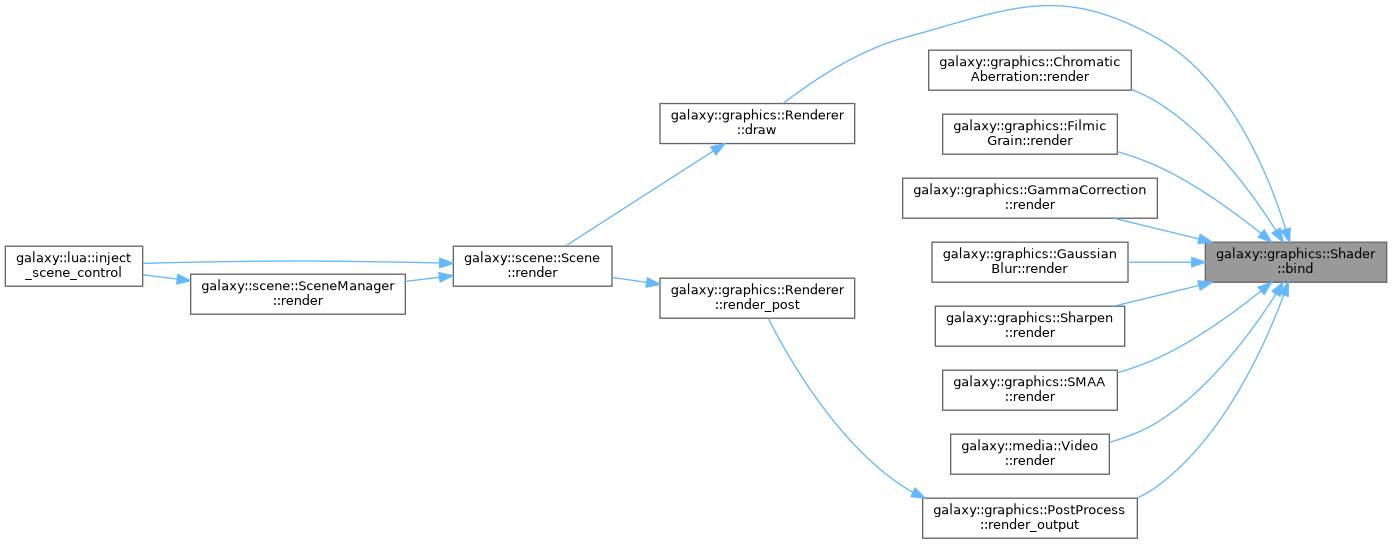 galaxy::lua::inject
_scene_control
galaxy::scene::SceneManager
::render
galaxy::scene::Scene
::render
galaxy::graphics::Renderer
::draw
galaxy::graphics::Renderer
::render_post
galaxy::graphics::Chromatic
Aberration::render
galaxy::graphics::Filmic
Grain::render
galaxy::graphics::GammaCorrection
::render
galaxy::graphics::Gaussian
Blur::render
galaxy::graphics::Sharpen
::render
galaxy::graphics::SMAA
::render
galaxy::media::Video
::render
galaxy::graphics::PostProcess
::render_output
galaxy::graphics::Shader
::bind